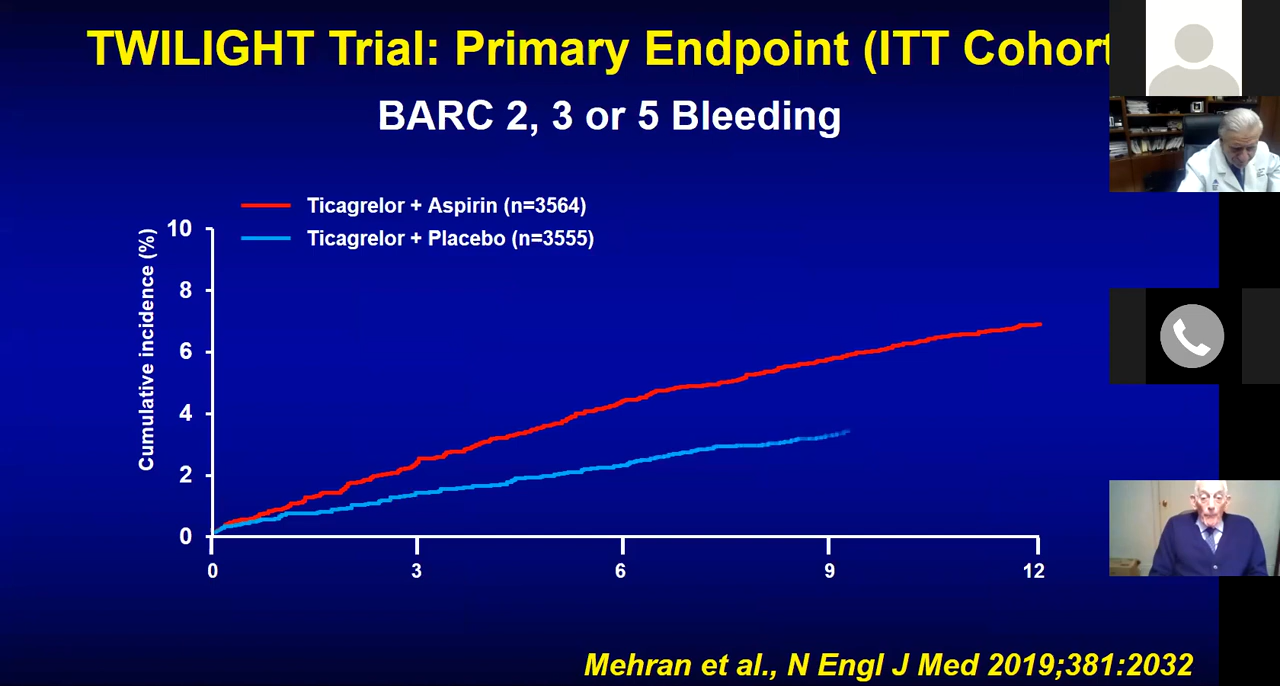 TWILIGHT Trial: Primary Endpoint (ITT Cohort
BARC 2, 3 or 5 Bleeding
Ticagrelor + Aspirin (n=3564)
Ticagrelor + Placebo (n=3555)
Cumulative incidence (%)
10
8
6
4
2
0
0 3 6 9 12
Mehran et al., N Engl J Med 2019;381:2032